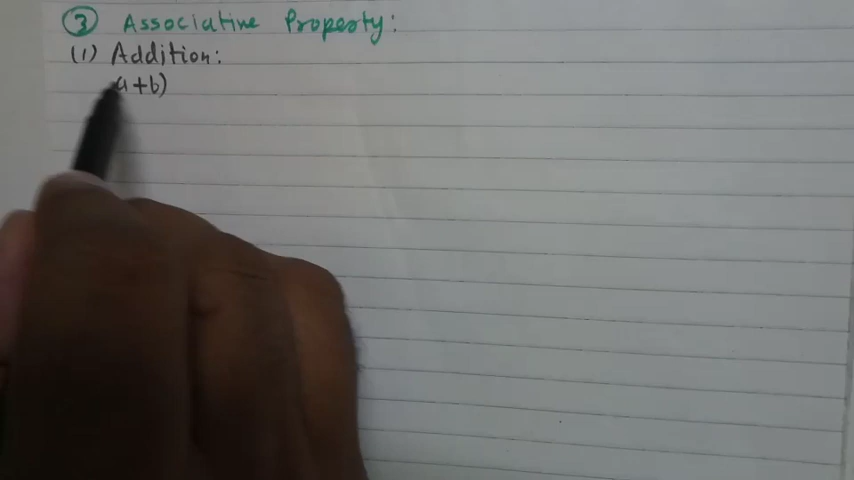 ③ Associative Property:
(1) Addition:
(a+b)